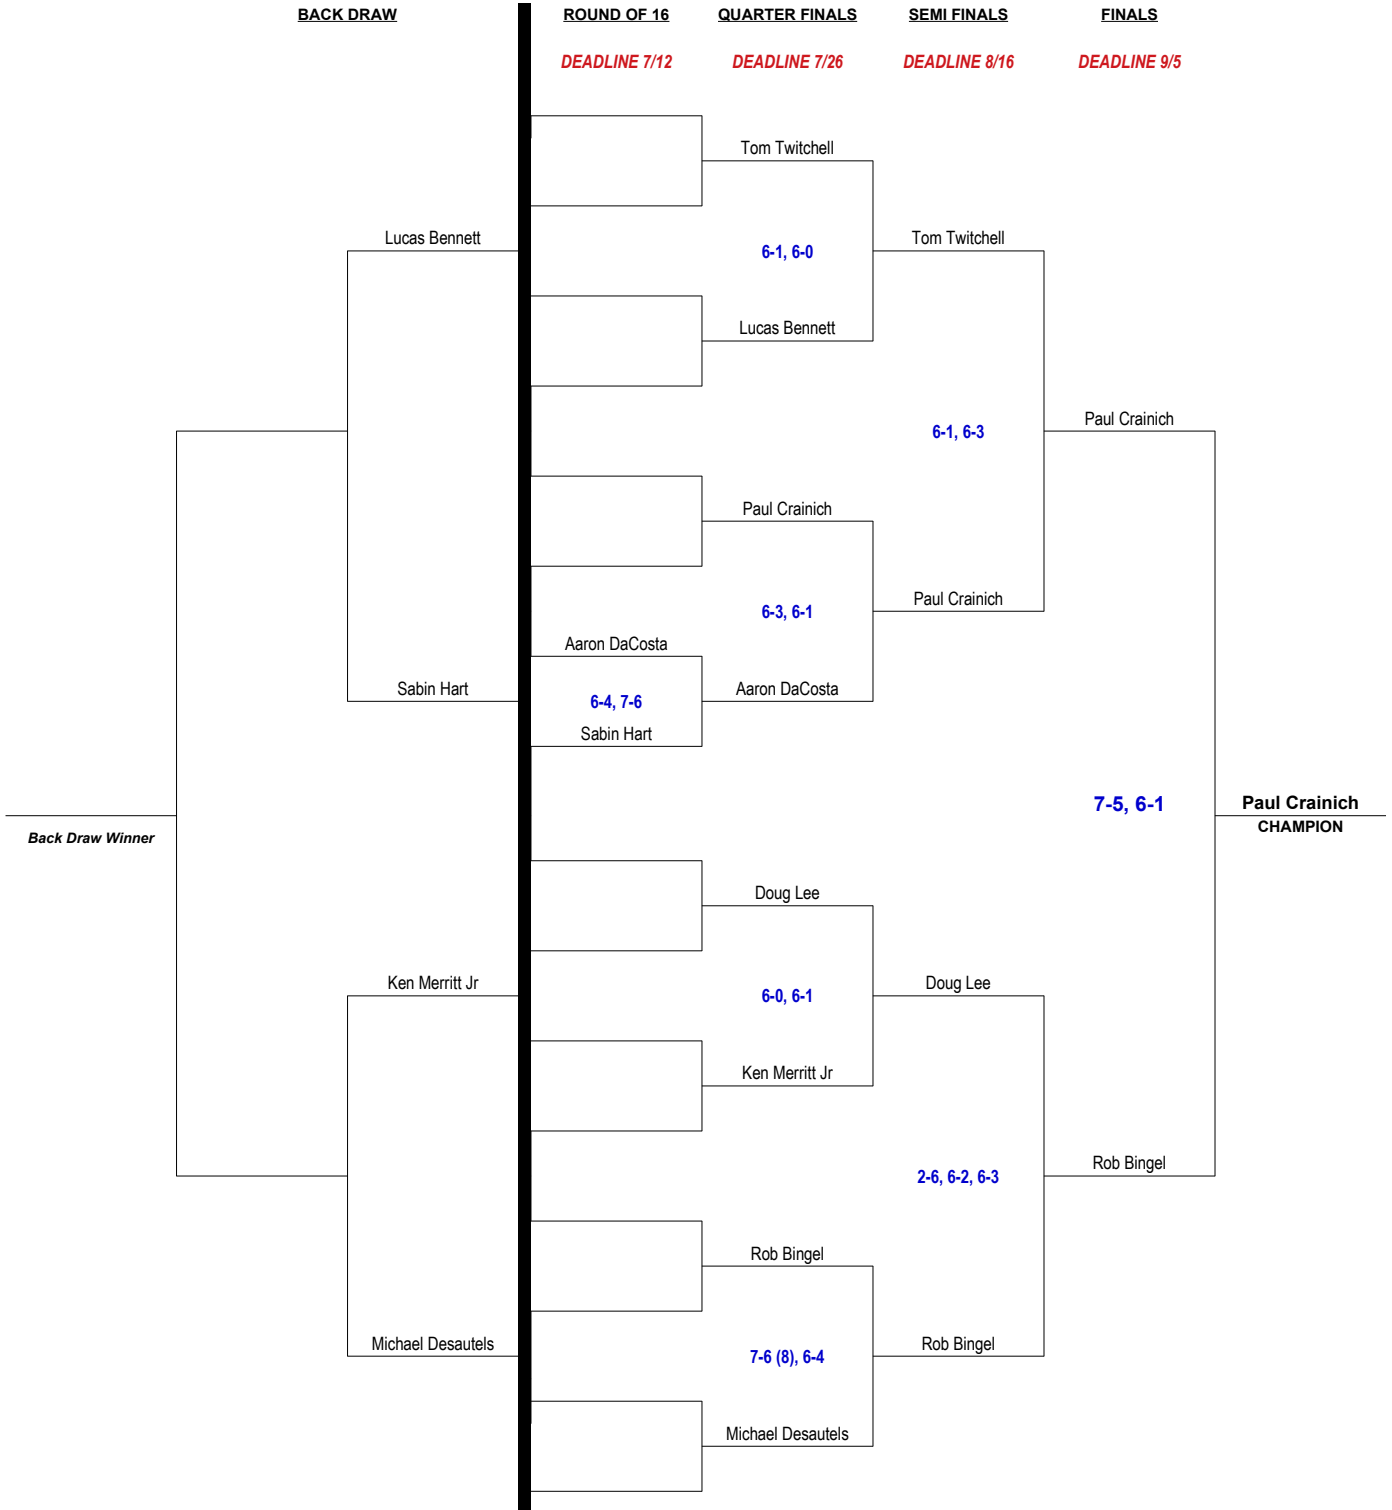 BACK DRAW
ROUND OF 16
QUARTER FINALS
SEMI FINALS
FINALS
DEADLINE 7/12
DEADLINE 7/26
DEADLINE 8/16
DEADLINE 9/5
Tom Twitchell
Lucas Bennett
6-1, 6-0
Tom Twitchell
Lucas Bennett
6-1, 6-3
Paul Crainich
Paul Crainich
6-3, 6-1
Paul Crainich
Aaron DaCosta
Sabin Hart
6-4, 7-6
Aaron DaCosta
Sabin Hart
7-5, 6-1
Paul Crainich
CHAMPION
Back Draw Winner
Doug Lee
Ken Merritt Jr
6-0, 6-1
Doug Lee
Ken Merritt Jr
2-6, 6-2, 6-3
Rob Bingel
Rob Bingel
Michael Desautels
7-6 (8), 6-4
Rob Bingel
Michael Desautels